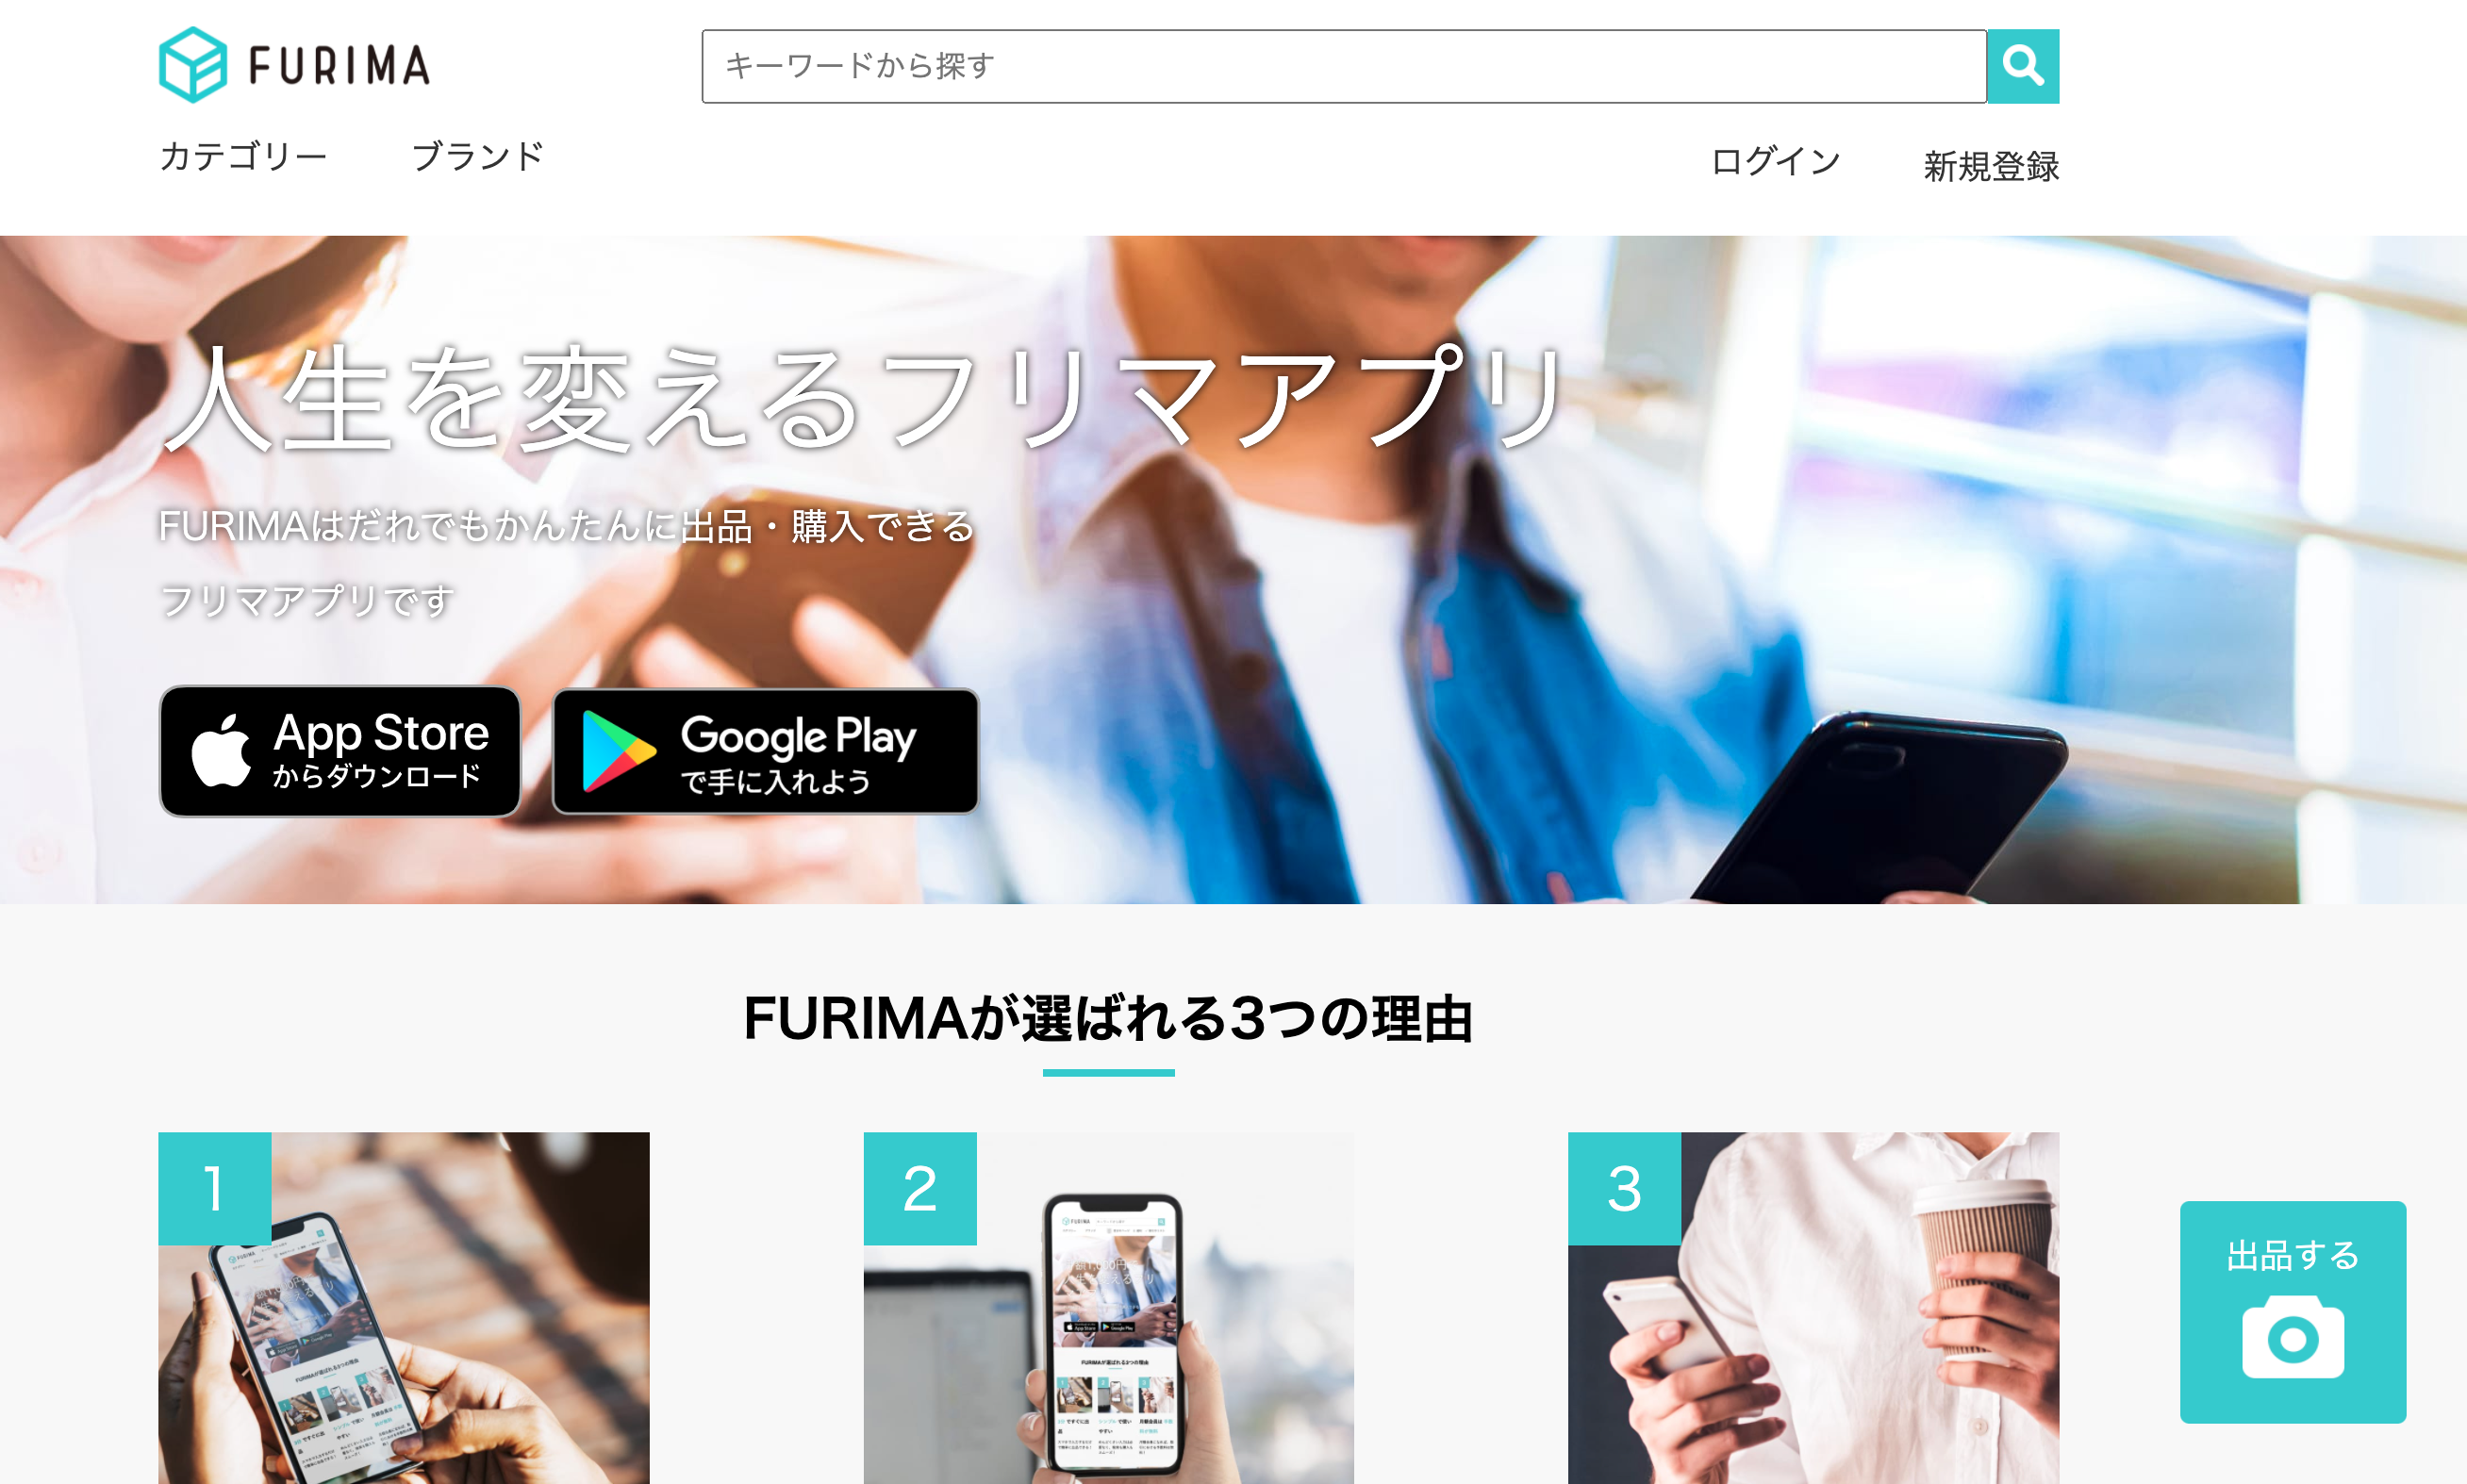 FURIMA
キーワードから探す
カテゴリー ブランド
ログイン 新規登録
人生を変えるフリマアプリ
FURIMAはだれでもかんたんに出品・購入できる
フリマアプリです
App Store
からダウンロード
Google Play
で手に入れよう
FURIMAが選ばれる3つの理由
1
2
3
出品する